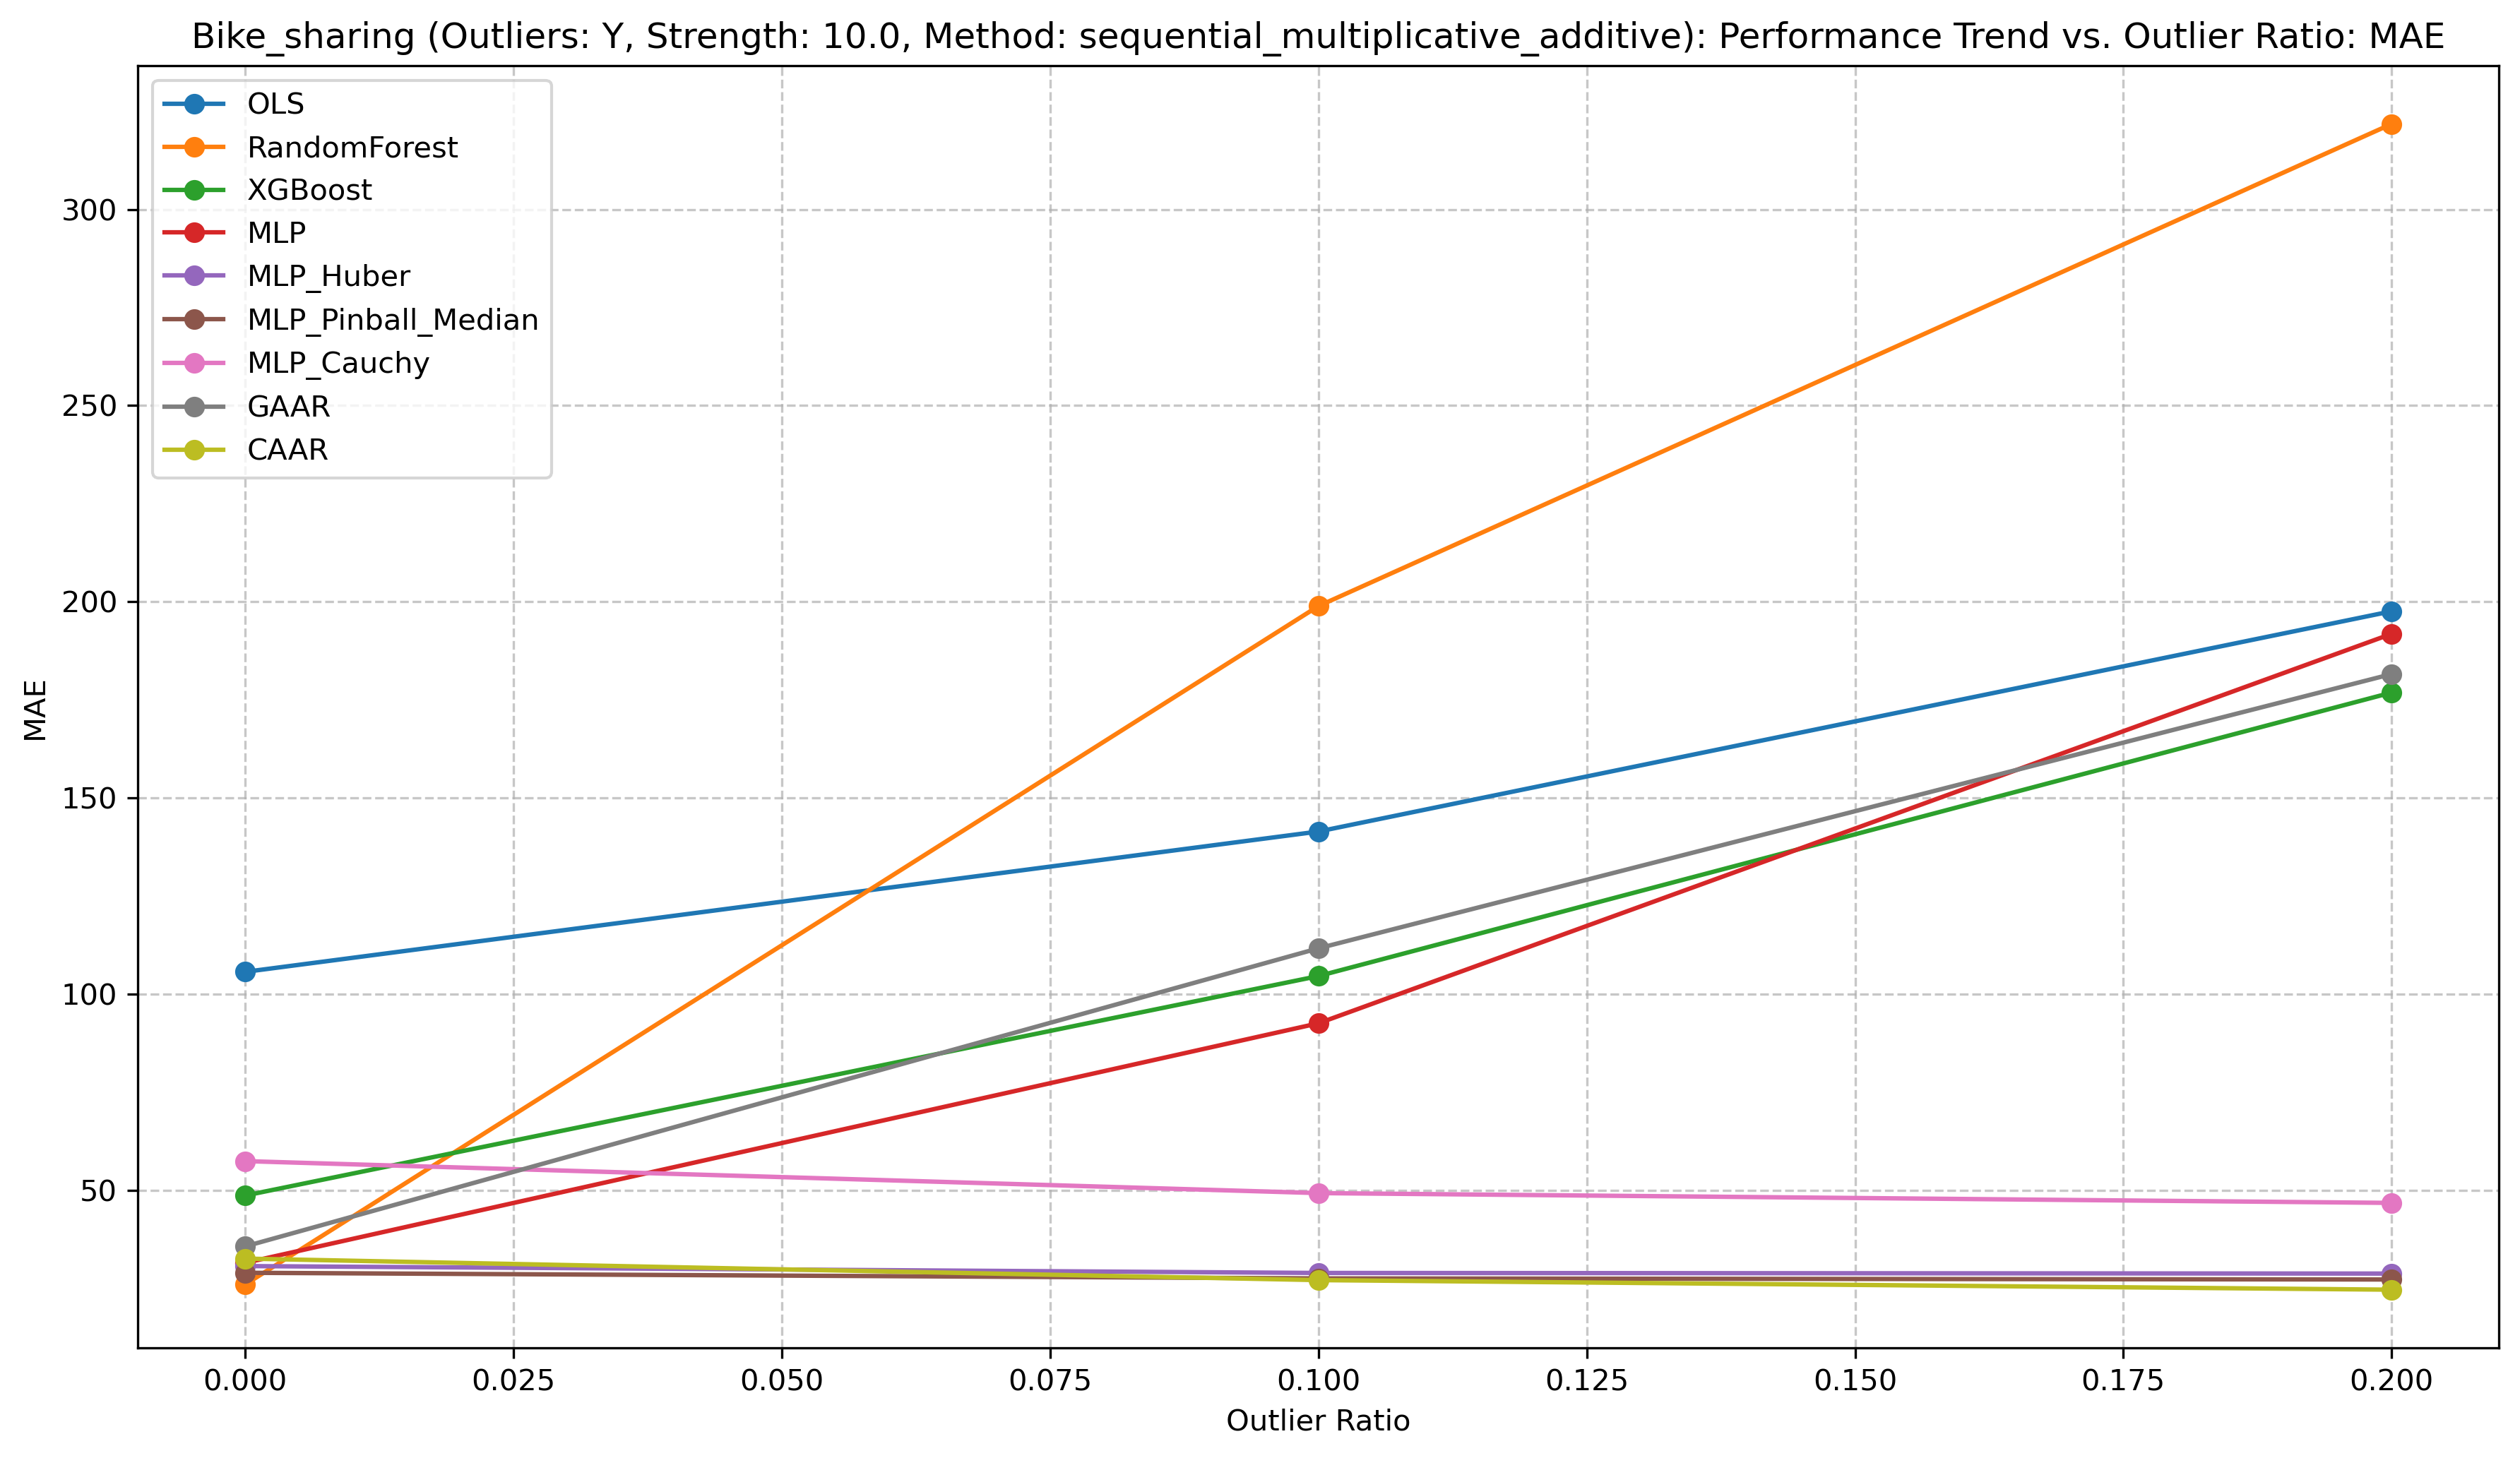 Bike_sharing (Outliers: Y, Strength: 10.0, Method: sequential_multiplicative_additive): Performance Trend vs. Outlier Ratio: MAE
OLS
RandomForest
XGBoost
MLP
MLP_Huber
MLP_Pinball_Median
MLP_Cauchy
GAAR
CAAR
MAE
300
250
200
150
100
50
0.000 0.025 0.050 0.075 0.100 0.125 0.150 0.175 0.200
Outlier Ratio